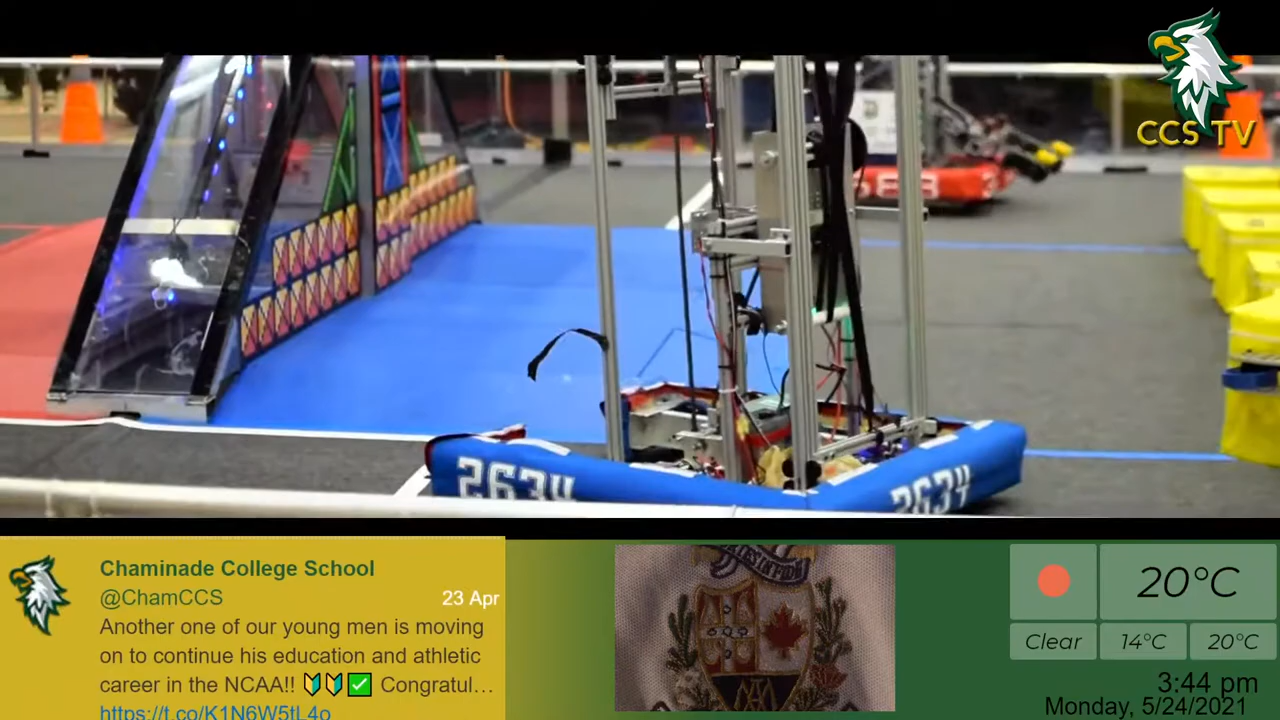 CCS TV
2634
2634
Chaminade College School
@ChamCCS
23 Apr
Another one of our young men is moving
on to continue his education and athletic
career in the NCAA!! 🔰🔰✅ Congratul...
https://t.co/K1N6W5tL4o
20°C
Clear
14°C
20°C
3:44 pm
Monday, 5/24/2021